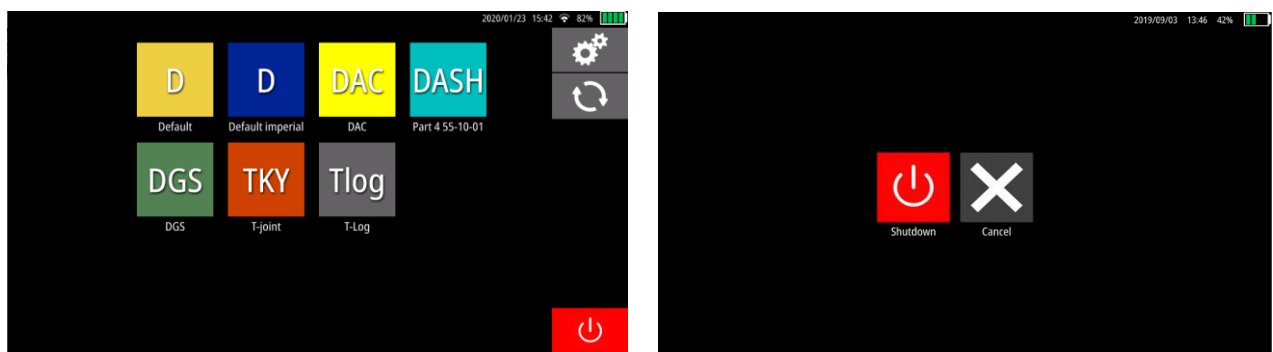 2020/01/23 15:42 82%
D D DAC DASH
Default Default imperial DAC Part 4 55-10-01
DGS TKY Tlog
DGS T-joint T-Log
2019/09/03 13:46 42%
Shutdown Cancel